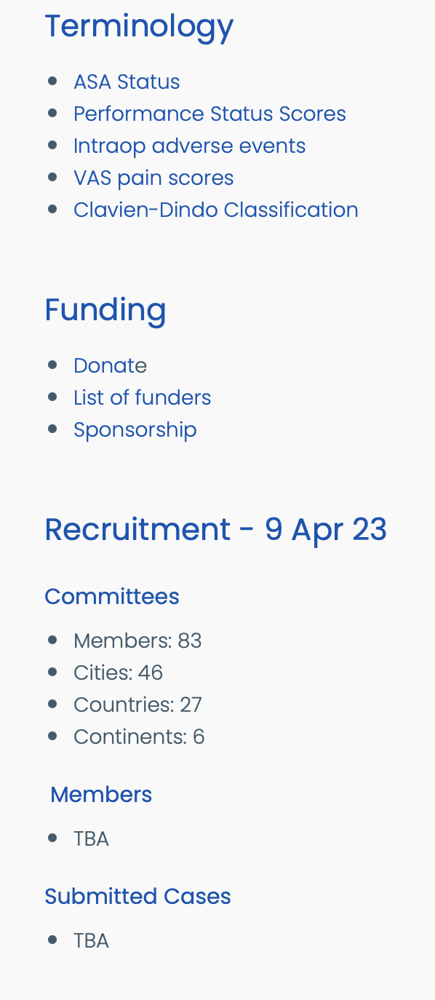 Terminology
ASA Status
Performance Status Scores
Intraop adverse events
VAS pain scores
Clavien-Dindo Classification
Funding
Donate
List of funders
Sponsorship
Recruitment - 9 Apr 23
Committees
Members: 83
Cities: 46
Countries: 27
Continents: 6
Members
TBA
Submitted Cases
TBA